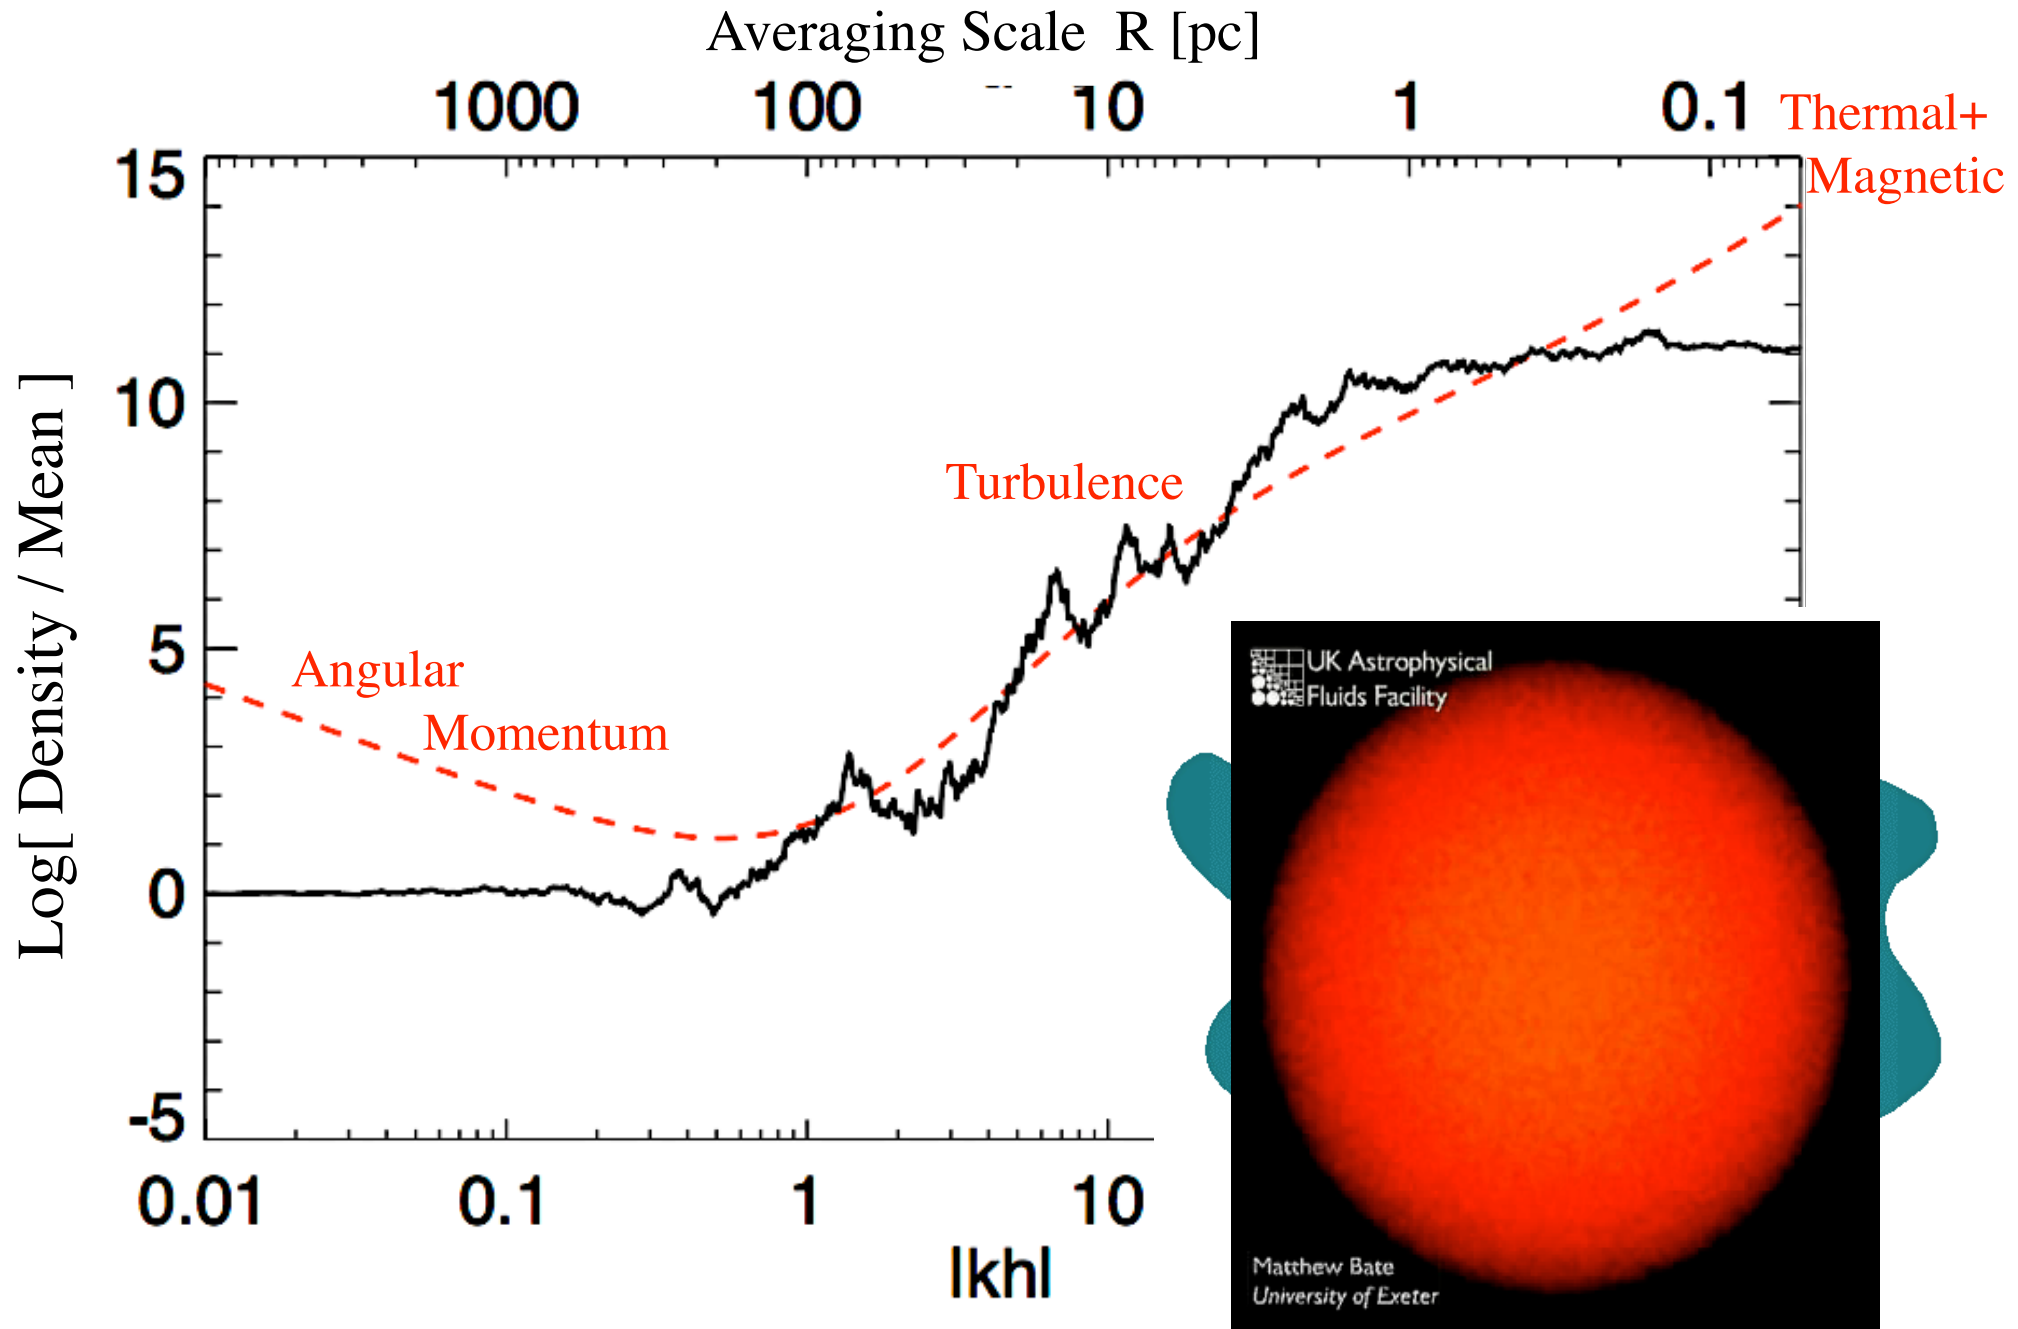 Averaging Scale R [pc]
1000 100 10 1 0.1
Thermal+
Magnetic
15
10
5
0
-5
Log[ Density / Mean ]
Turbulence
Angular
Momentum
0.01 0.1 1 10
|kh|
UK Astrophysical
Fluids Facility
Matthew Bate
University of Exeter